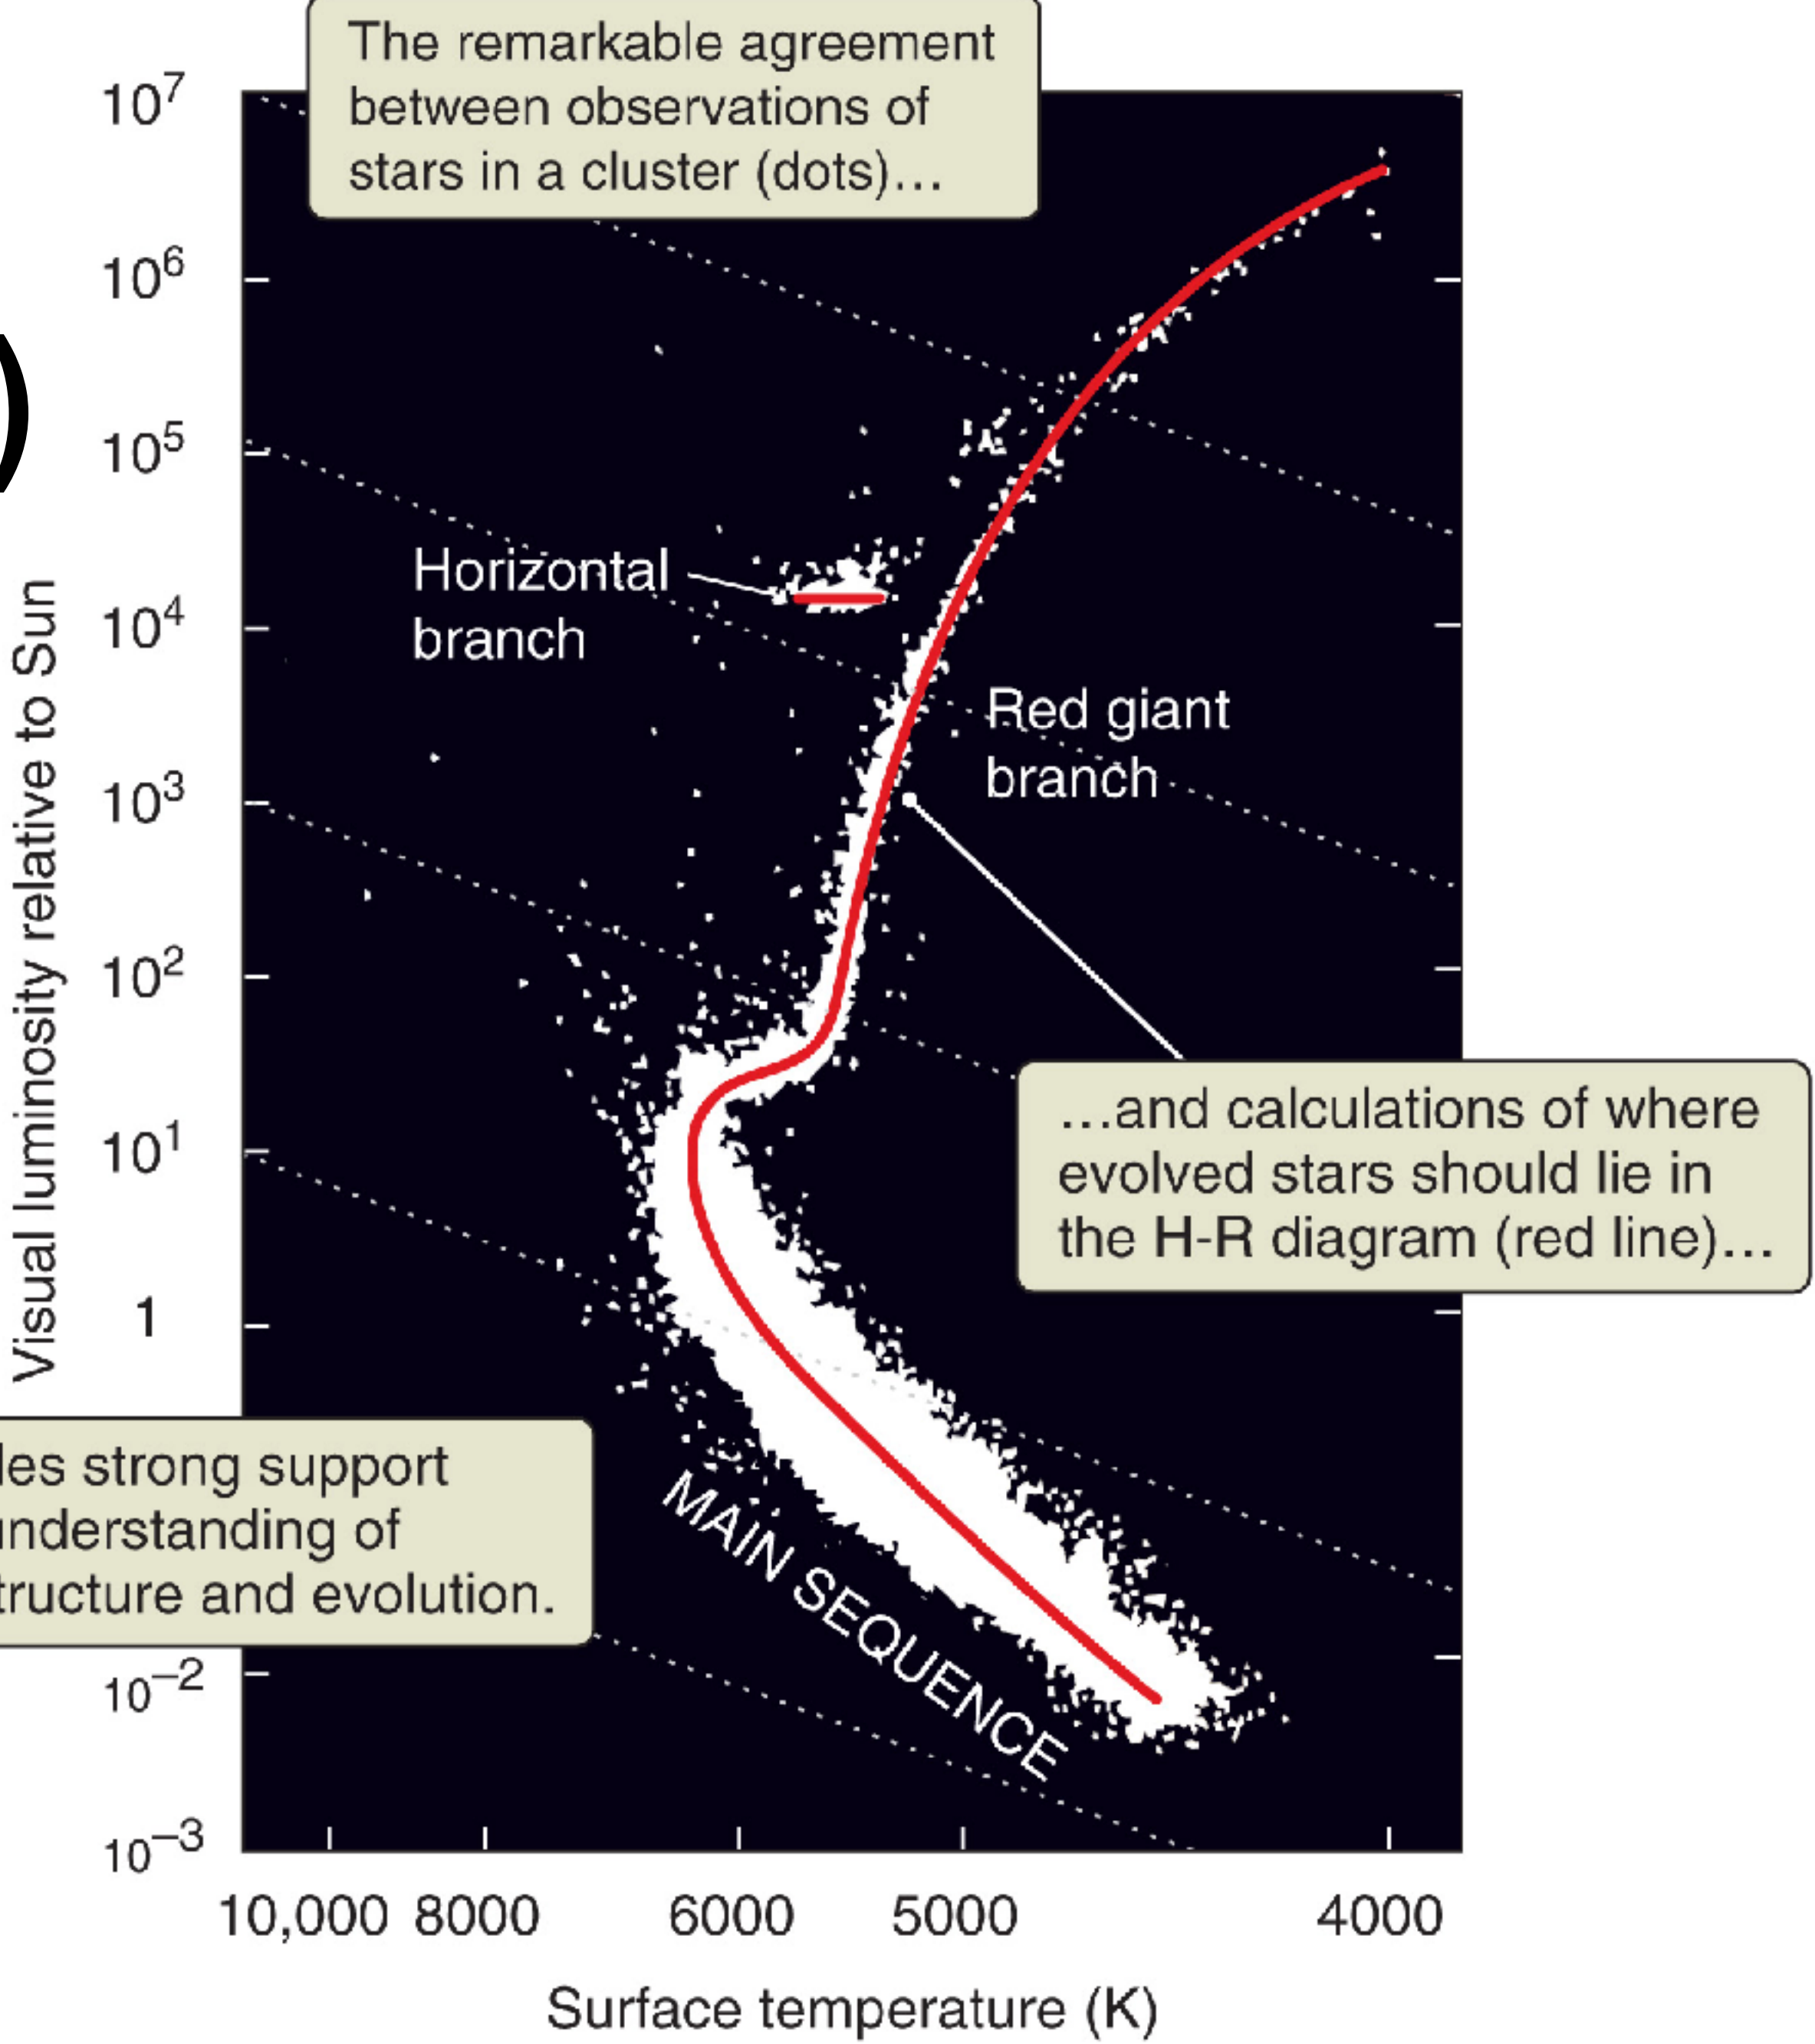 The remarkable agreement
between observations of
stars in a cluster (dots)…
)
Visual luminosity relative to Sun
10⁷
10⁶
10⁵
10⁴
10³
10²
10¹
1
10⁻²
10⁻³
Horizontal
branch
Red giant
branch
…and calculations of where
evolved stars should lie in
the H-R diagram (red line)…
MAIN SEQUENCE
strong support
understanding of
structure and evolution.
10,000 8000 6000 5000 4000
Surface temperature (K)